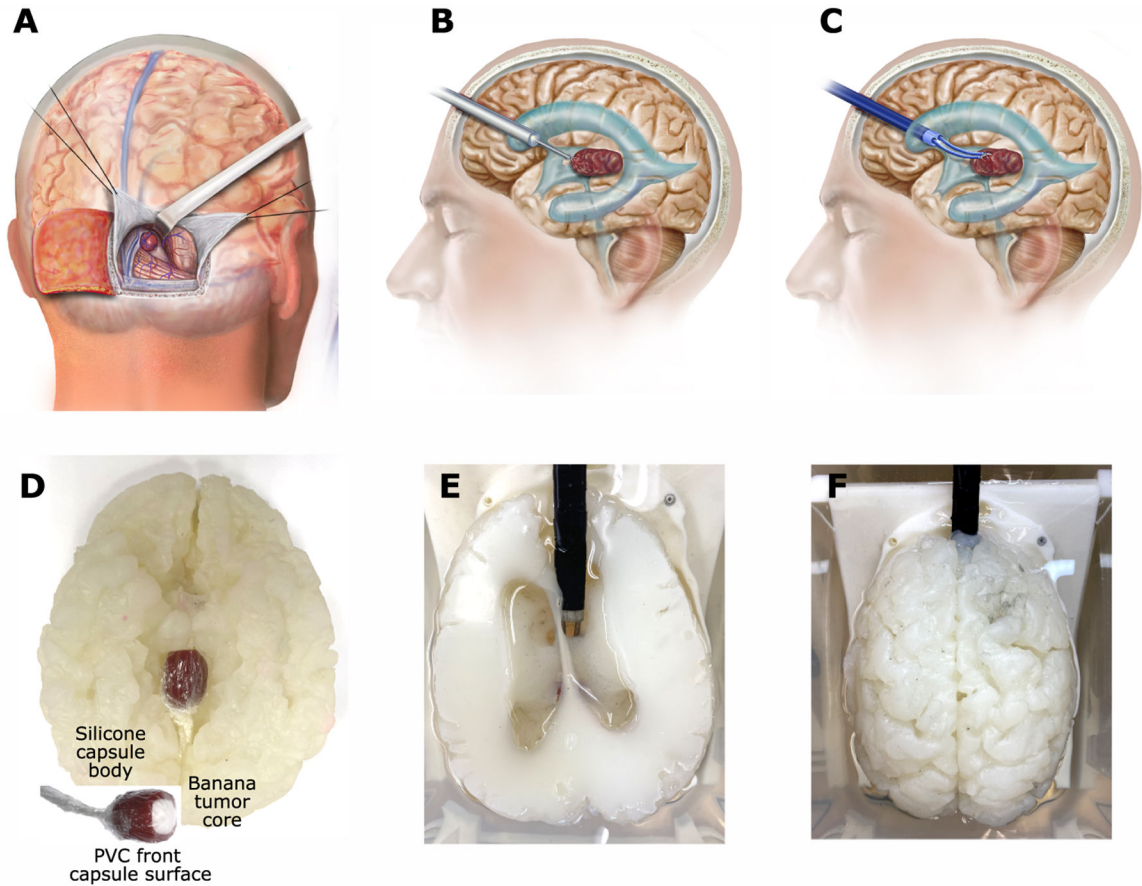 A
B
C
D
E
F
Silicone
capsule
body
Banana
tumor
core
PVC front
capsule surface